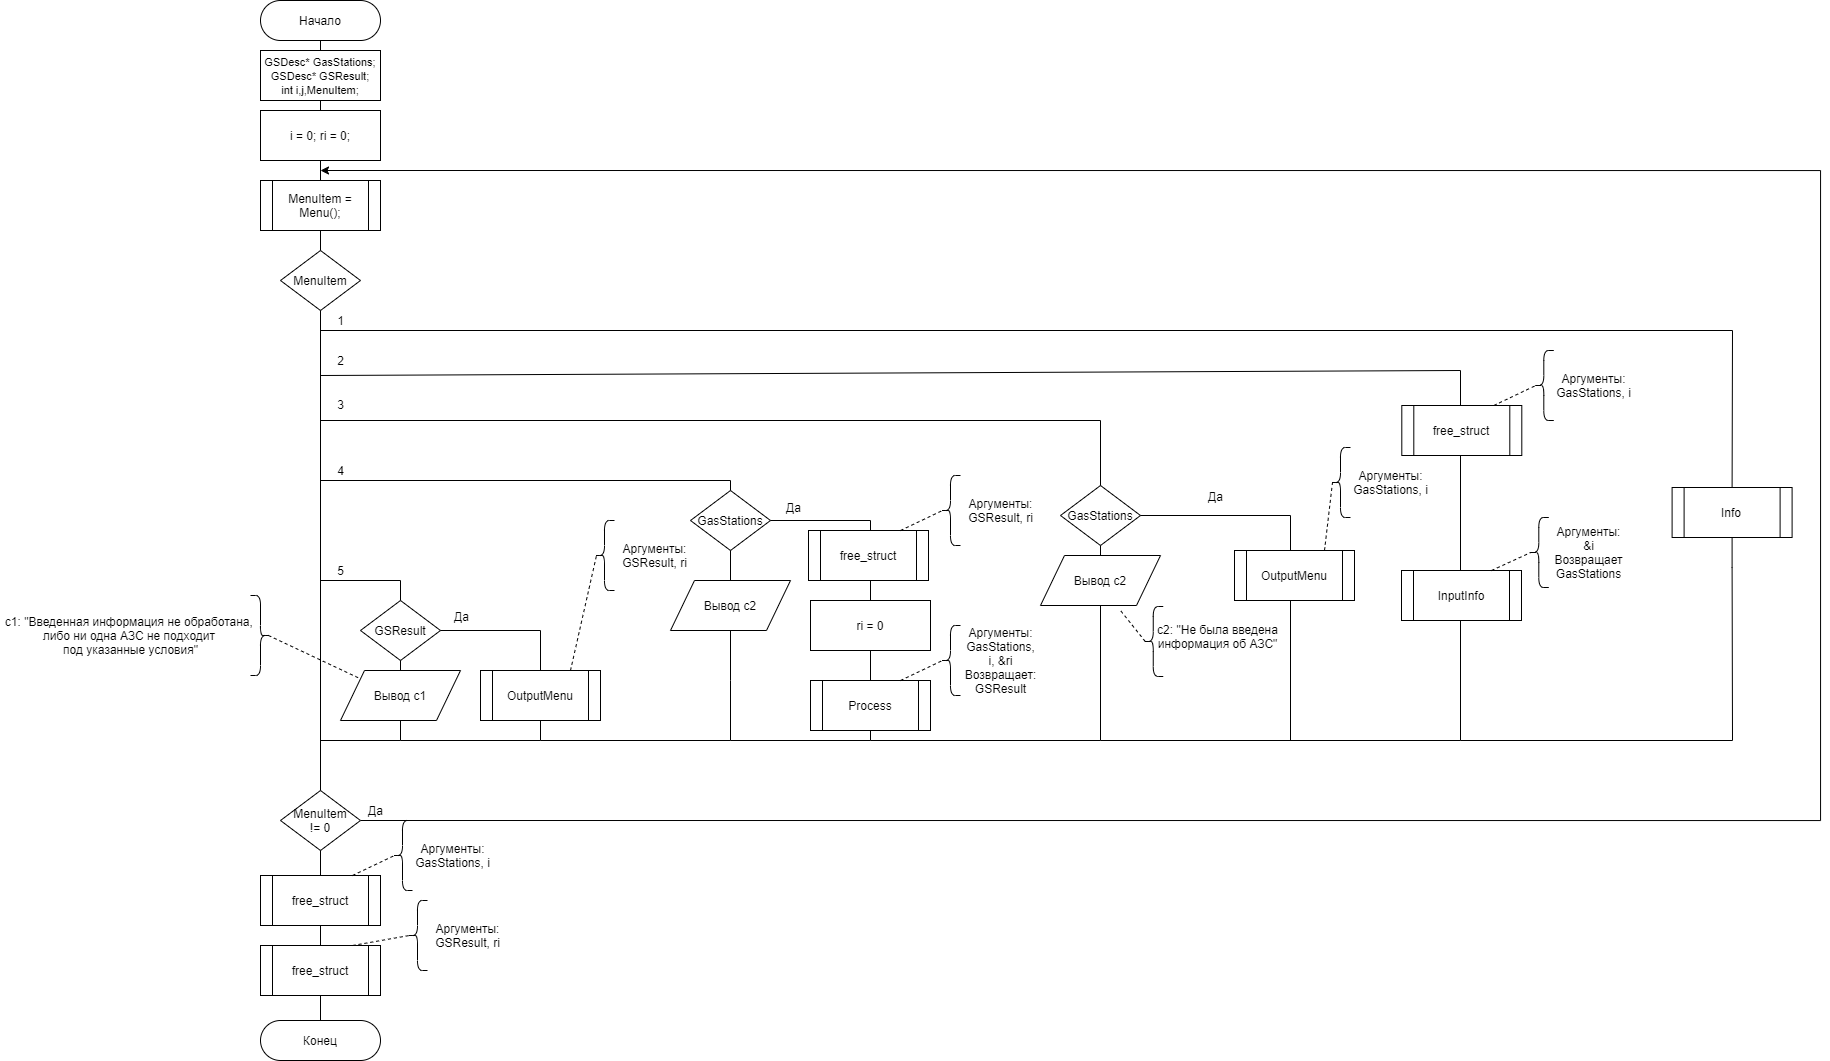 Начало
GSDesc* GasStations;
GSDesc* GSResult;
int i,j,MenuItem;
i = 0; ri = 0;
MenuItem =
Menu();
MenuItem
1
2
Аргументы:
GasStations, i
free_struct
3
4
Аргументы:
GasStations, i
GasStations
Да
Аргументы:
GSResult, ri
free_struct
GasStations
Да
OutputMenu
Info
Аргументы:
&i
Возвращает
GasStations
InputInfo
Аргументы:
GSResult, ri
5
Вывод c2
ri = 0
Вывод c2
c1: "Введенная информация не обработана,
либо ни одна АЗС не подходит
под указанные условия"
GSResult
Да
Аргументы:
GasStations,
i, &ri
Возвращает:
GSResult
c2: "Не была введена
информация об АЗС"
Вывод c1
OutputMenu
Process
MenuItem
!= 0
Да
Аргументы:
GasStations, i
free_struct
Аргументы:
GSResult, ri
free_struct
Конец